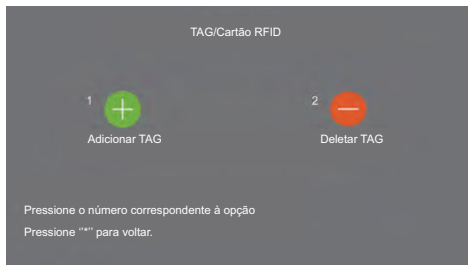 TAG/Cartão RFID
1
2
Adicionar TAG
Deletar TAG
Pressione o número correspondente à opção
Pressione "*" para voltar.